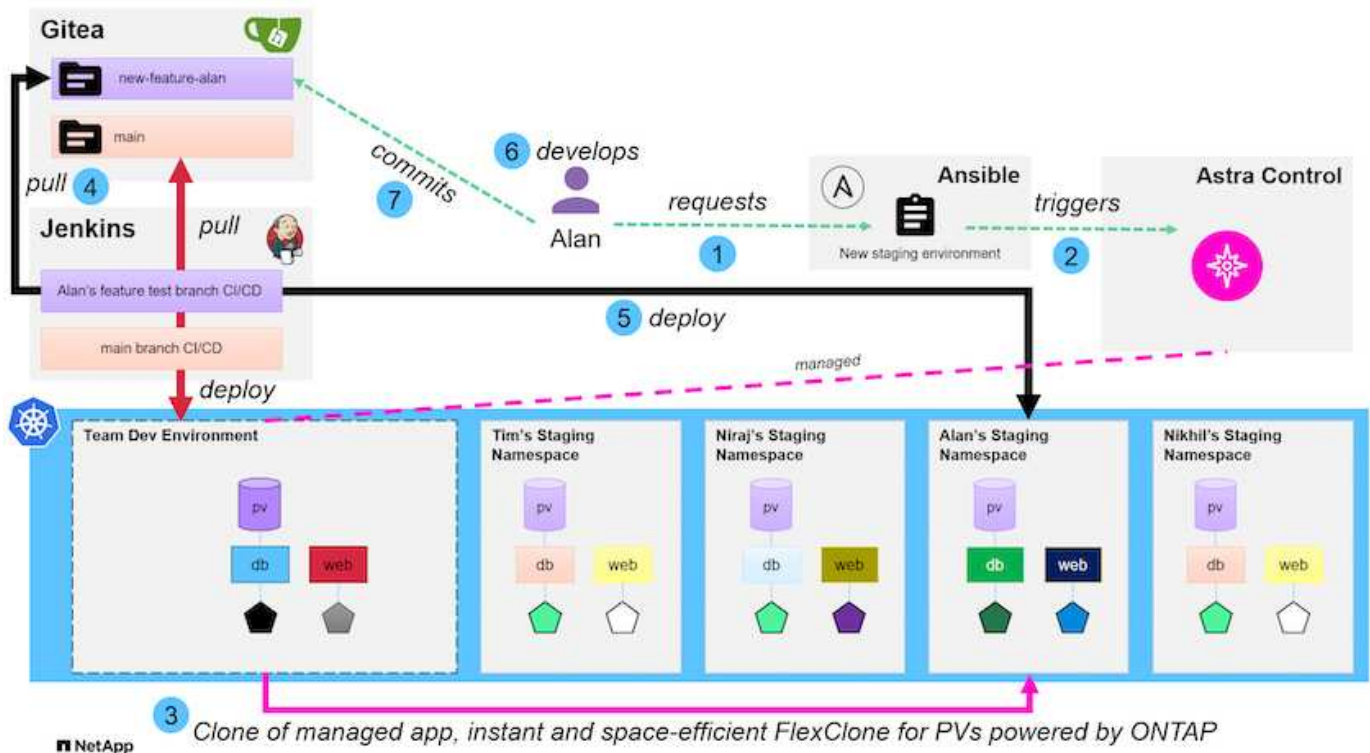 Gitea
new-feature-alan
main
pull 4
pull
Jenkins
Alan's feature test branch CI/CD
main branch CI/CD
deploy
commits
7
6 develops
Alan
requests
1
Ansible
New staging environment
triggers
2
Astra Control
5 deploy
managed
Team Dev Environment
pv
db
web
Tim's Staging
Namespace
pv
db
web
Niraj's Staging
Namespace
pv
db
web
Alan's Staging
Namespace
pv
db
web
Nikhil's Staging
Namespace
pv
db
web
3 Clone of managed app, instant and space-efficient FlexClone for PVs powered by ONTAP
NetApp